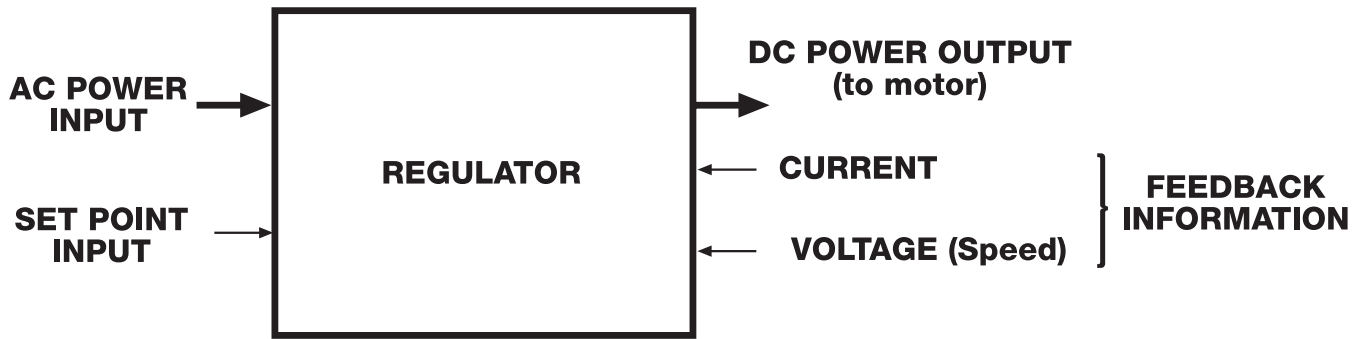 AC POWER
INPUT
SET POINT
INPUT
REGULATOR
DC POWER OUTPUT
(to motor)
CURRENT
VOLTAGE (Speed)
FEEDBACK
INFORMATION